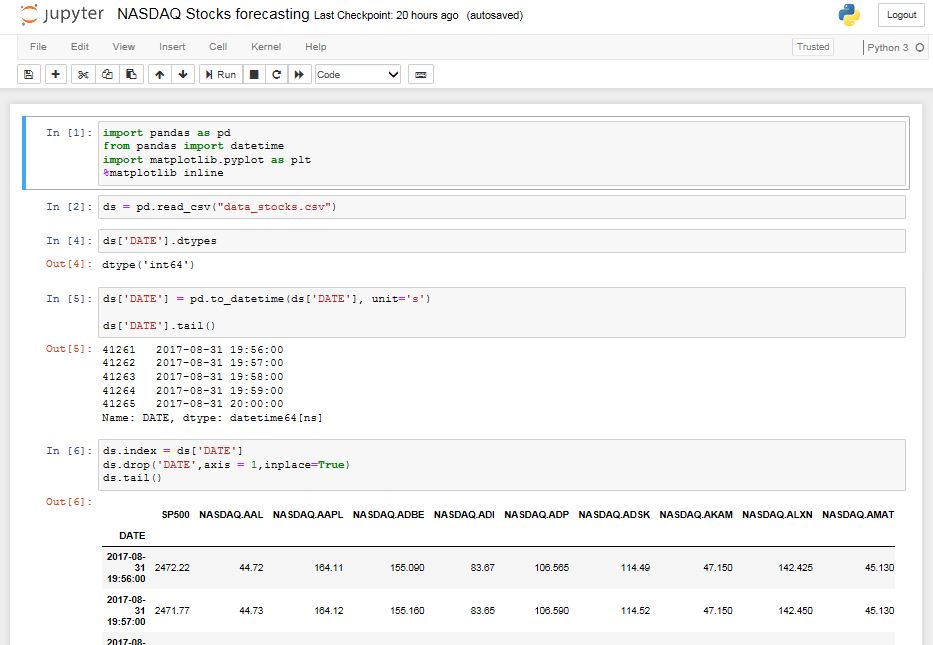 jupyter NASDAQ Stocks forecasting Last Checkpoint: 20 hours ago (autosaved)
Logout
File Edit View Insert Cell Kernel Help
Trusted
Python 3
Run
Code
In [1]: import pandas as pd
from pandas import datetime
import matplotlib.pyplot as plt
%matplotlib inline
In [2]: ds = pd.read_csv("data_stocks.csv")
In [4]: ds['DATE'].dtypes
Out[4]: dtype('int64')
In [5]: ds['DATE'] = pd.to_datetime(ds['DATE'], unit='s')
ds['DATE'].tail()
Out[5]: 41261 2017-08-31 19:56:00
41262 2017-08-31 19:57:00
41263 2017-08-31 19:58:00
41264 2017-08-31 19:59:00
41265 2017-08-31 20:00:00
Name: DATE, dtype: datetime64[ns]
In [6]: ds.index = ds['DATE']
ds.drop('DATE',axis = 1,inplace=True)
ds.tail()
Out[6]:
SP500 NASDAQ.AAL NASDAQ.AAPL NASDAQ.ADBE NASDAQ.ADI NASDAQ.ADP NASDAQ.ADSK NASDAQ.AKAM NASDAQ.ALXN NASDAQ.AMAT
DATE
2017-08-
31 2472.22 44.72 164.11 155.090 83.67 106.565 114.49 47.150 142.425 45.130
19:56:00
2017-08-
31 2471.77 44.73 164.12 155.160 83.65 106.590 114.52 47.150 142.450 45.130
19:57:00
2017-08-